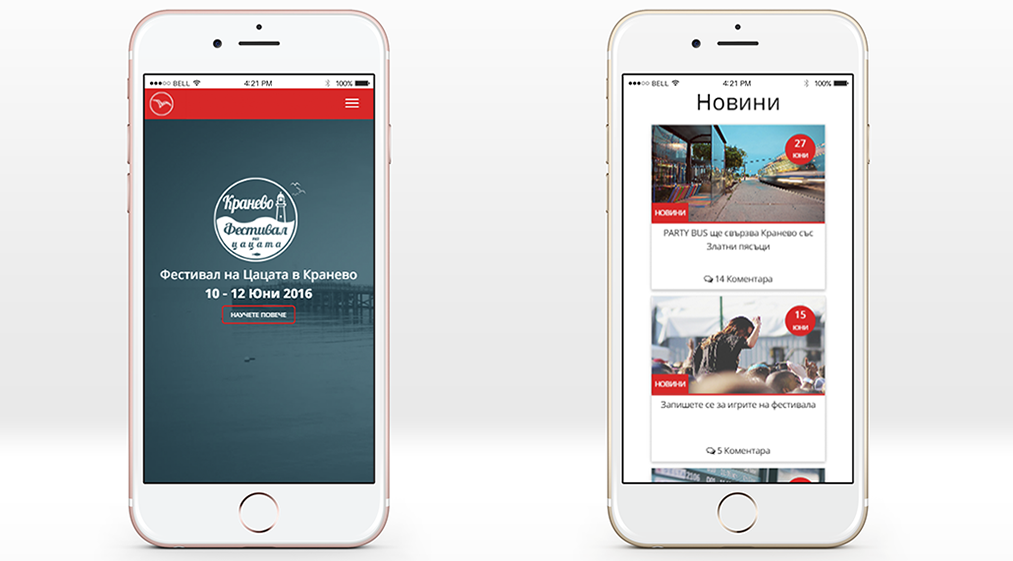 ●●●○○ BELL 4:21 PM 100%
Кранево
Фестивал
на
цацата
Фестивал на Цацата в Кранево
10 - 12 Юни 2016
НАУЧЕТЕ ПОВЕЧЕ
●●●○○ BELL 4:21 PM 100%
Новини
27
юни
НОВИНИ
PARTY BUS ще свързва Кранево със
Златни пясъци
14 Коментара
15
юни
НОВИНИ
Запишете се за игрите на фестивала
5 Коментара